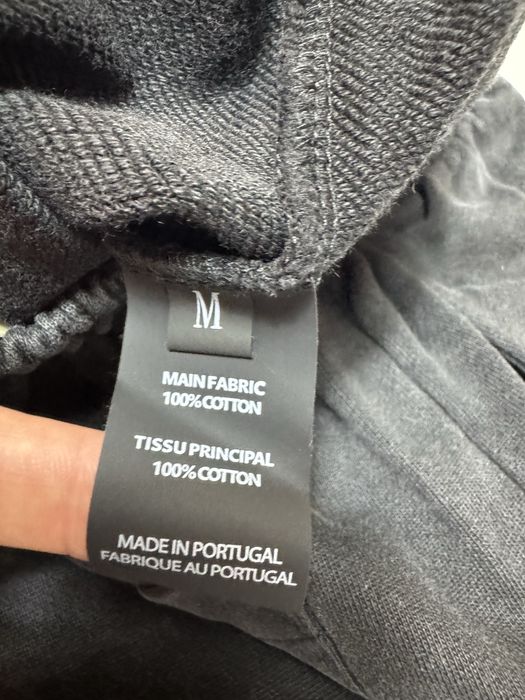 M
MAIN FABRIC
100% COTTON
TISSU PRINCIPAL
100% COTTON
MADE IN PORTUGAL
FABRIQUE AU PORTUGAL